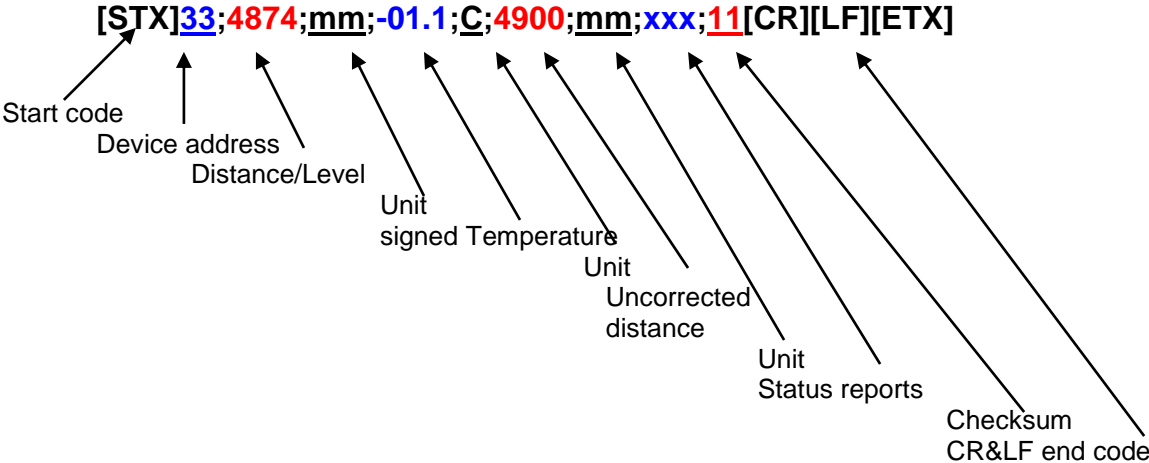 [STX]33;4874;mm;-01.1;C;4900;mm;xxx;11[CR][LF][ETX]
Start code
Device address
Distance/Level
Unit
signed Temperature
Unit
Uncorrected
distance
Unit
Status reports
Checksum
CR&LF end code